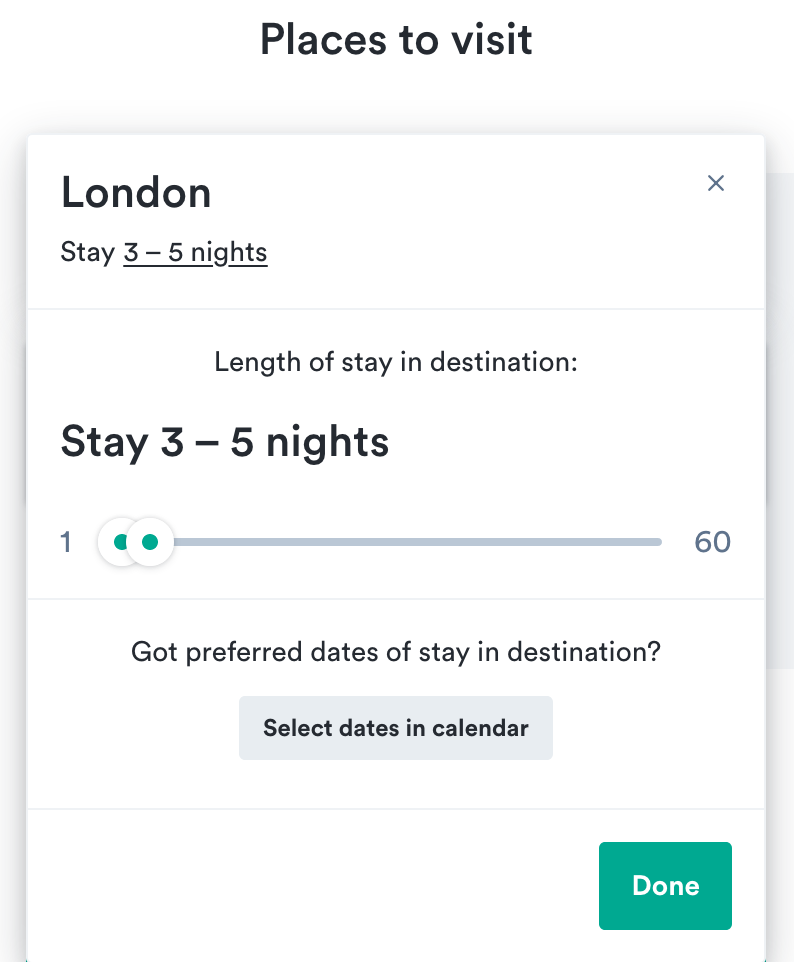 Places to visit
London
Stay 3 – 5 nights
Length of stay in destination:
Stay 3 – 5 nights
1 60
Got preferred dates of stay in destination?
Select dates in calendar
Done